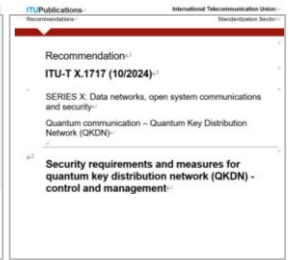 ITUPublications
International Telecommunication Union
Recommendations
Standardization Sector
Recommendation
ITU-T X.1717 (10/2024)
SERIES X: Data networks, open system communications
and security
Quantum communication – Quantum Key Distribution
Network (QKDN)
Security requirements and measures for
quantum key distribution network (QKDN) -
control and management